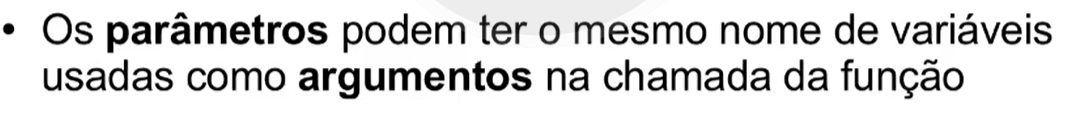 • Os parâmetros podem ter o mesmo nome de variáveis
usadas como argumentos na chamada da função